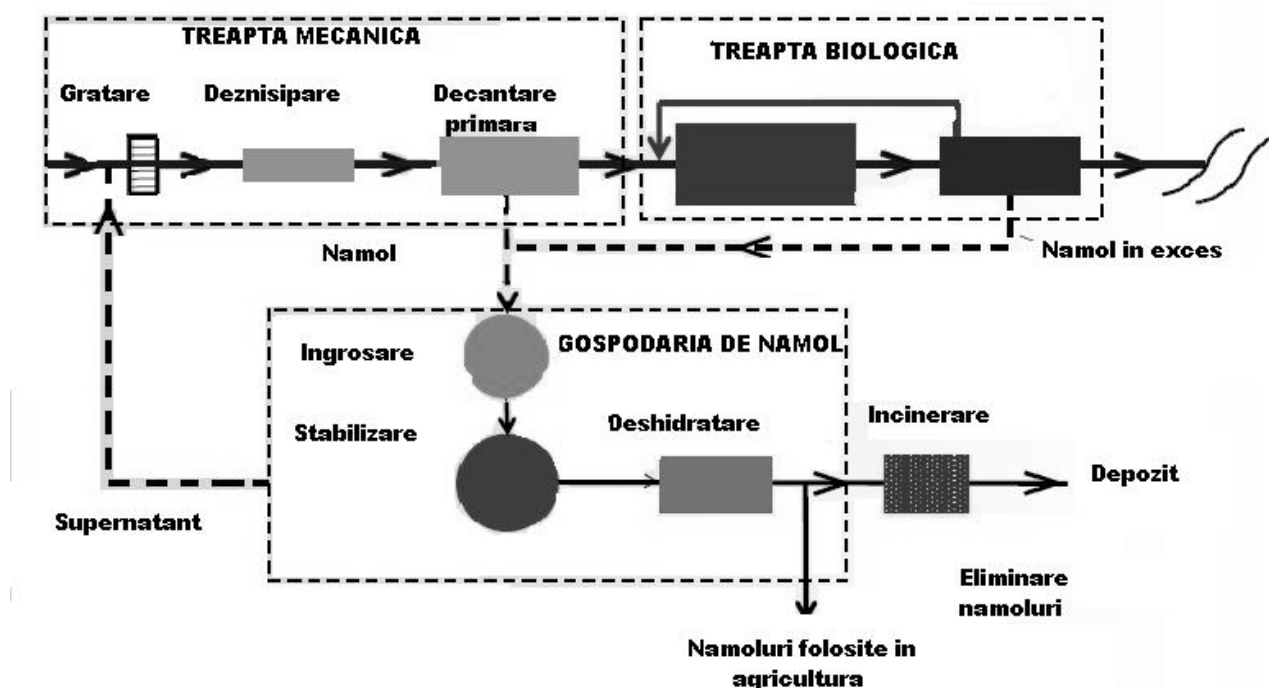 TREAPTA MECANICA
TREAPTA BIOLOGICA
Gratare
Deznisipare
Decantare
primara
Namol
Namol in exces
Ingrosare
GOSPODARIA DE NAMOL
Stabilizare
Deshidratare
Incinerare
Depozit
Supernatant
Eliminare
namoluri
Namoluri folosite in
agricultura